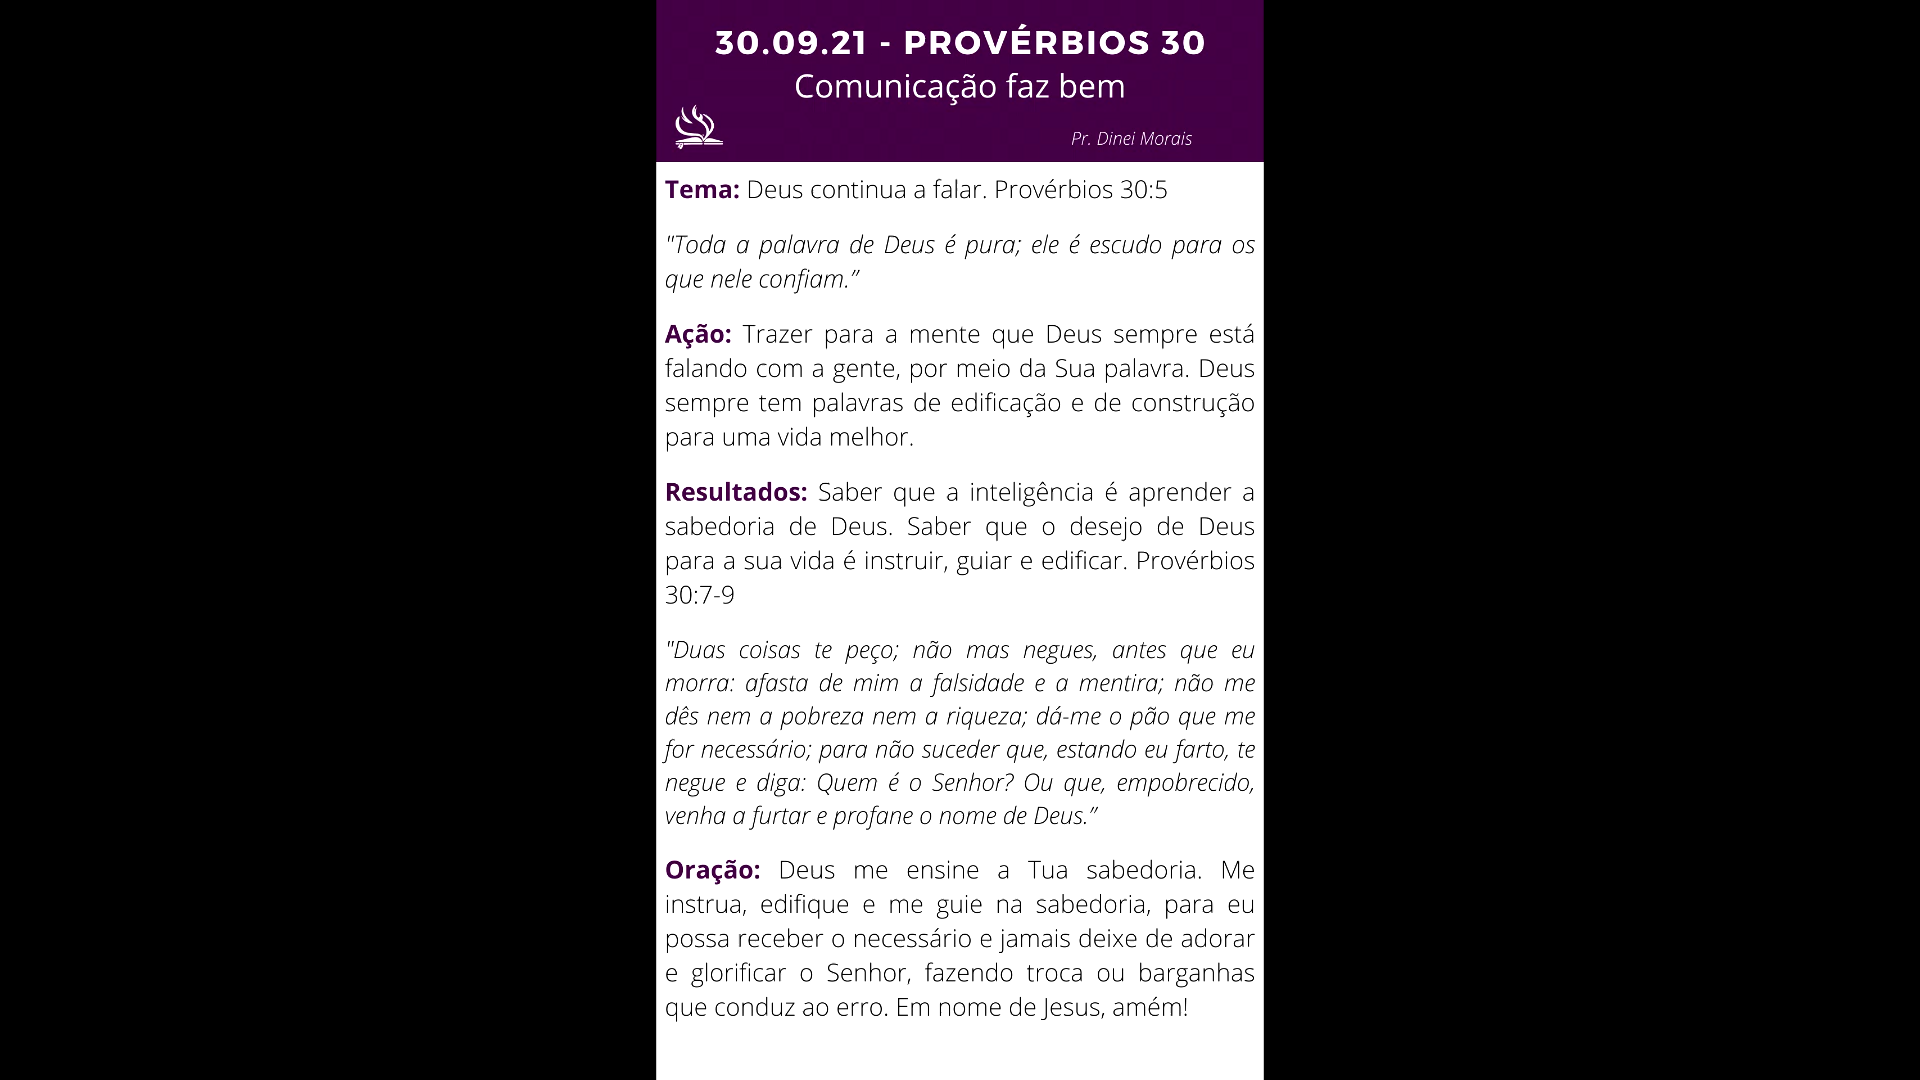 30.09.21 - PROVÉRBIOS 30
Comunicação faz bem
Pr. Dinei Morais
Tema: Deus continua a falar. Provérbios 30:5
"Toda a palavra de Deus é pura; ele é escudo para os
que nele confiam.”
Ação: Trazer para a mente que Deus sempre está
falando com a gente, por meio da Sua palavra. Deus
sempre tem palavras de edificação e de construção
para uma vida melhor.
Resultados: Saber que a inteligência é aprender a
sabedoria de Deus. Saber que o desejo de Deus
para a sua vida é instruir, guiar e edificar. Provérbios
30:7-9
"Duas coisas te peço; não mas negues, antes que eu
morra: afasta de mim a falsidade e a mentira; não me
dês nem a pobreza nem a riqueza; dá-me o pão que me
for necessário; para não suceder que, estando eu farto, te
negue e diga: Quem é o Senhor? Ou que, empobrecido,
venha a furtar e profane o nome de Deus.”
Oração: Deus me ensine a Tua sabedoria. Me
instrua, edifique e me guie na sabedoria, para eu
possa receber o necessário e jamais deixe de adorar
e glorificar o Senhor, fazendo troca ou barganhas
que conduz ao erro. Em nome de Jesus, amém!